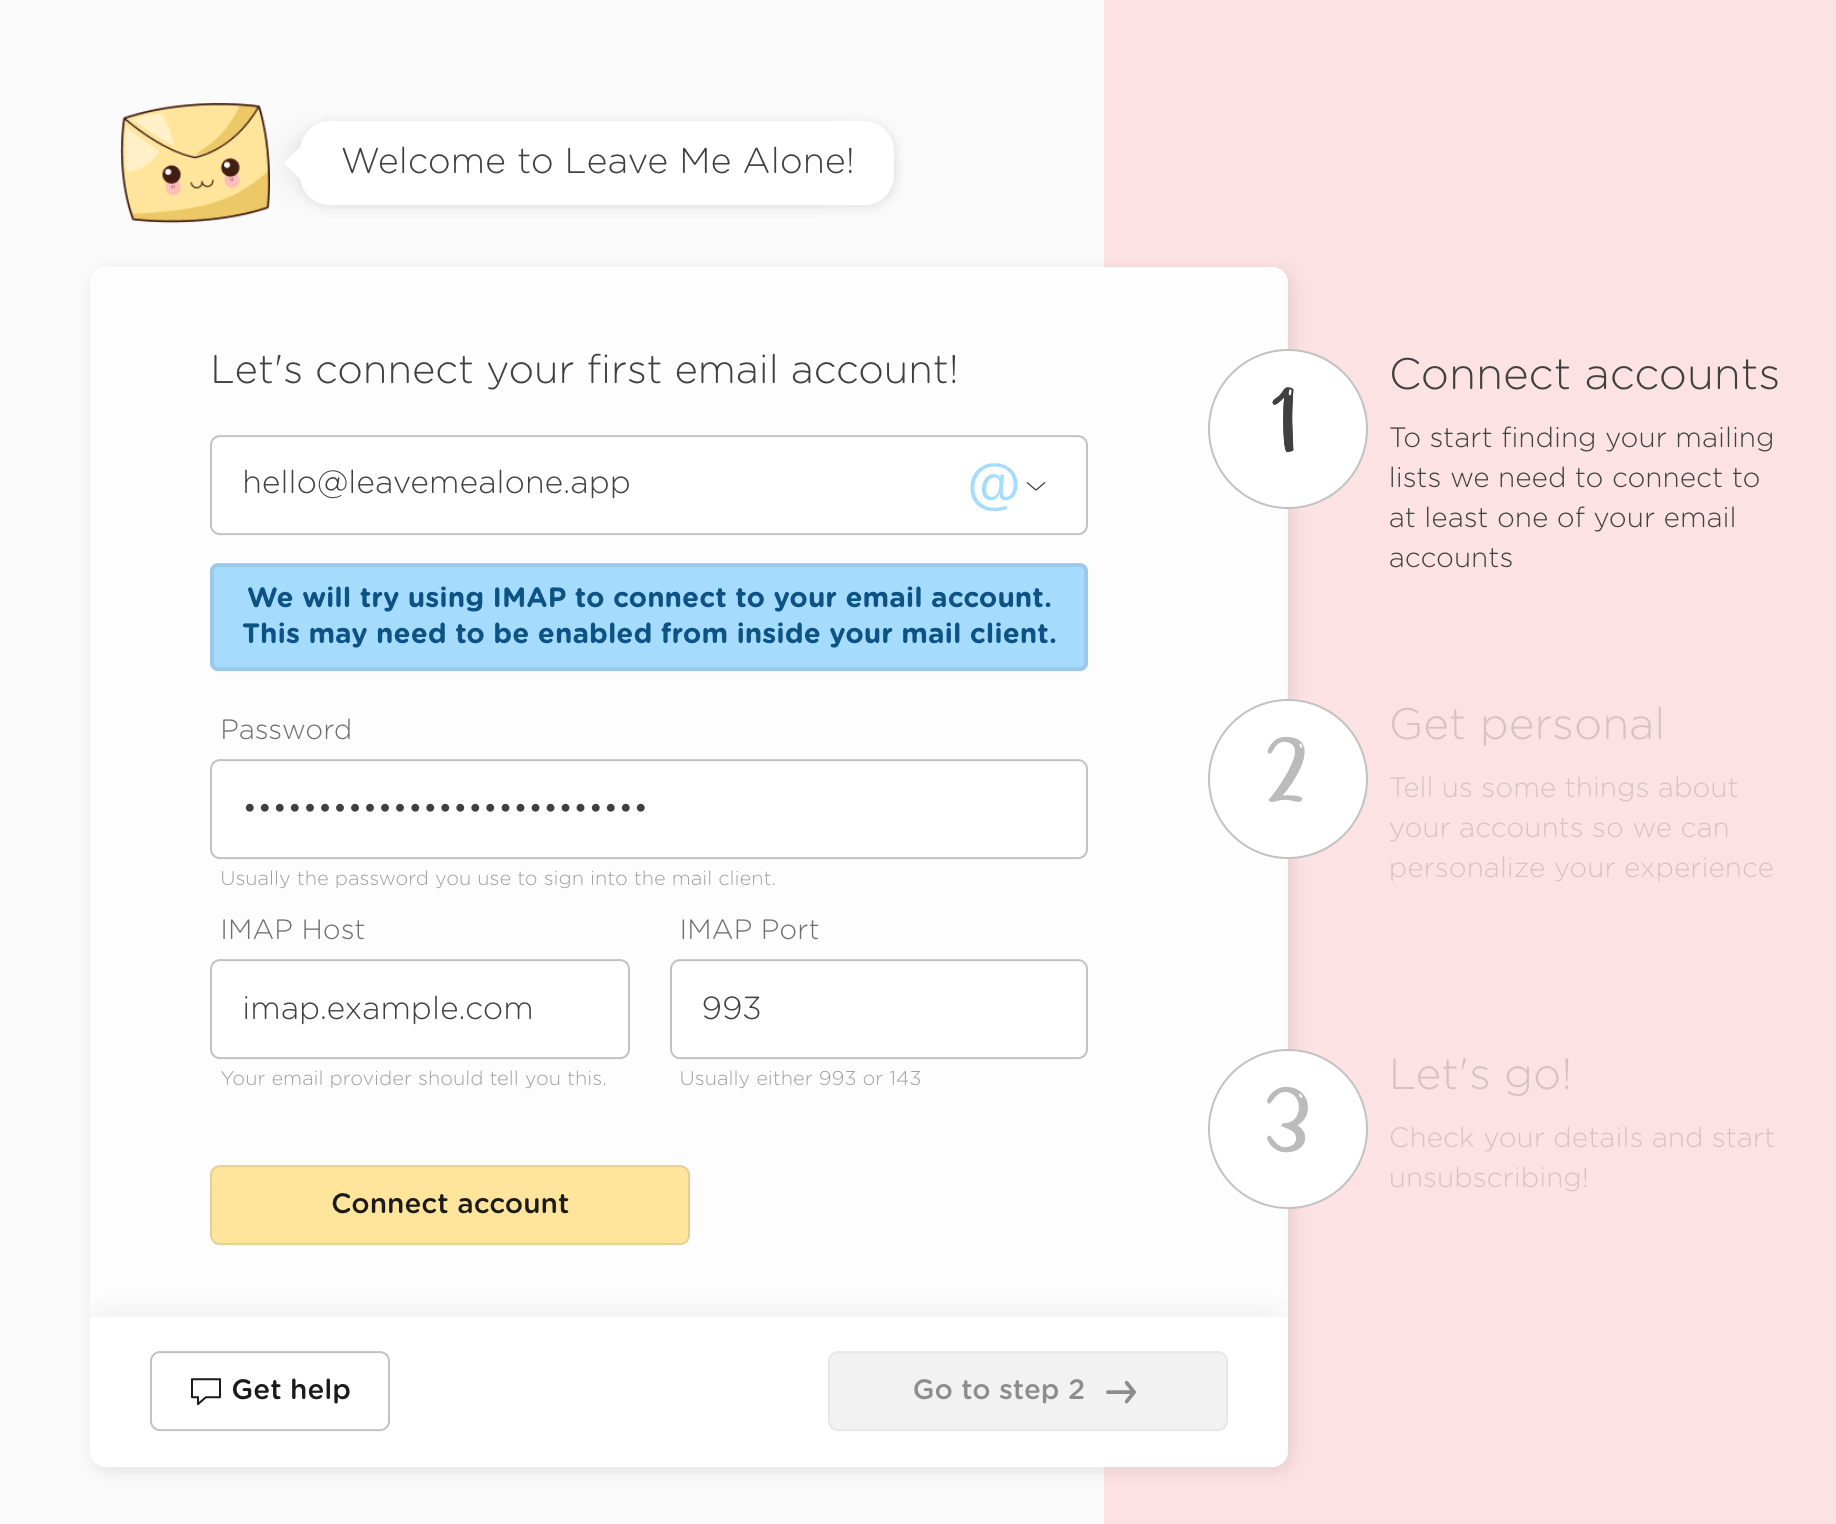 Welcome to Leave Me Alone!
Let's connect your first email account!
hello@leavemealone.app
@
We will try using IMAP to connect to your email account.
This may need to be enabled from inside your mail client.
Password
•••••••••••••••••••••••••••
Usually the password you use to sign into the mail client.
IMAP Host
IMAP Port
imap.example.com
993
Your email provider should tell you this.
Usually either 993 or 143
Connect account
Get help
Go to step 2 →
1
Connect accounts
To start finding your mailing
lists we need to connect to
at least one of your email
accounts
2
Get personal
Tell us some things about
your accounts so we can
personalize your experience
3
Let's go!
Check your details and start
unsubscribing!